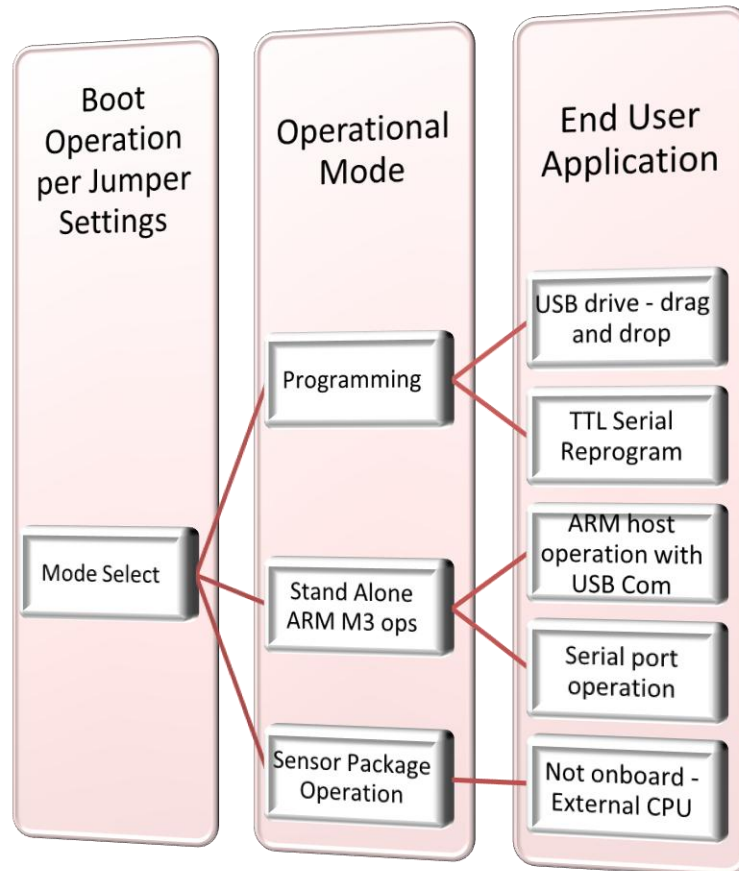 Boot
Operation
per Jumper
Settings
Mode Select
Operational
Mode
Programming
Stand Alone
ARM M3 ops
Sensor Package
Operation
End User
Application
USB drive - drag
and drop
TTL Serial
Reprogram
ARM host
operation with
USB Com
Serial port
operation
Not onboard -
External CPU